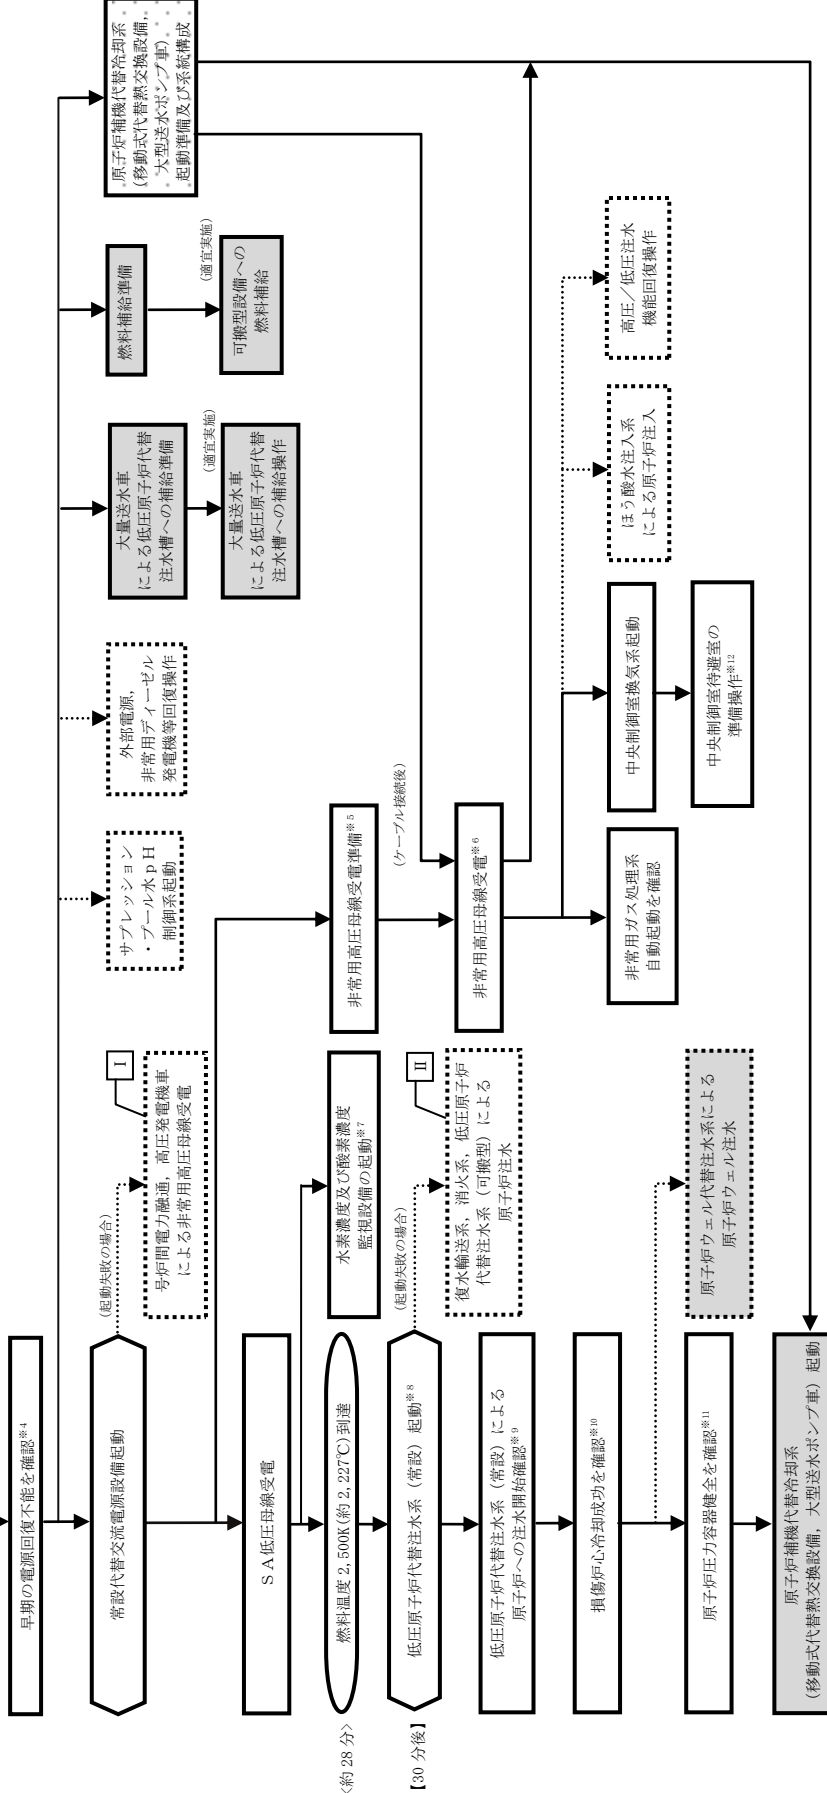 早期の電源回復不能を確認※4
常設代替交流電源設備起動
(起動失敗の場合)
Ⅰ
号炉間電力融通，高圧発電機車
による非常用高圧母線受電
サプレッション
・プール水ｐＨ
制御系起動
外部電源，
非常用ディーゼル
発電機等回復操作
大量送水車
による低圧原子炉代替
注水槽への補給準備
(適宜実施)
大量送水車
による低圧原子炉代替
注水槽への補給操作
燃料補給準備
(適宜実施)
可搬型設備への
燃料補給
原子炉補機代替冷却系
(移動式代替熱交換設備，
大型送水ポンプ車)
起動準備及び系統構成
ＳＡ低圧母線受電
水素濃度及び酸素濃度
監視設備の起動※7
非常用高圧母線受電準備※5
(ケーブル接続後)
非常用高圧母線受電※6
<約 28 分>
燃料温度 2,500K(約 2,227℃)到達
【30 分後】
低圧原子炉代替注水系（常設）起動※8
(起動失敗の場合)
Ⅱ
復水輸送系，消火系，低圧原子炉
代替注水系（可搬型）による
原子炉注水
低圧原子炉代替注水系（常設）による
原子炉への注水開始確認※9
非常用ガス処理系
自動起動を確認
中央制御室換気系起動
中央制御室待避室の
準備操作※12
ほう酸水注入系
による原子炉注入
高圧／低圧注水
機能回復操作
損傷炉心冷却成功を確認※10
原子炉ウェル代替注水系による
原子炉ウェル注水
原子炉圧力容器健全を確認※11
原子炉補機代替冷却系
(移動式代替熱交換設備，大型送水ポンプ車）起動